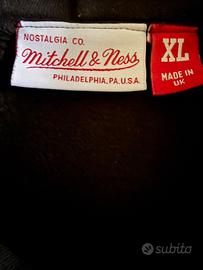 NOSTALGIA CO.
Mitchell & Ness
PHILADELPHIA, PA. U.S.A.
XL
MADE IN
UK
subito